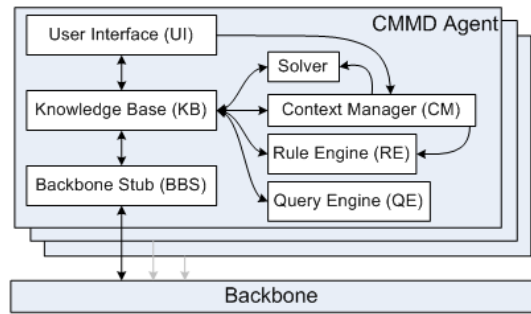 CMMD Agent
User Interface (UI)
Solver
Knowledge Base (KB)
Context Manager (CM)
Rule Engine (RE)
Backbone Stub (BBS)
Query Engine (QE)
Backbone